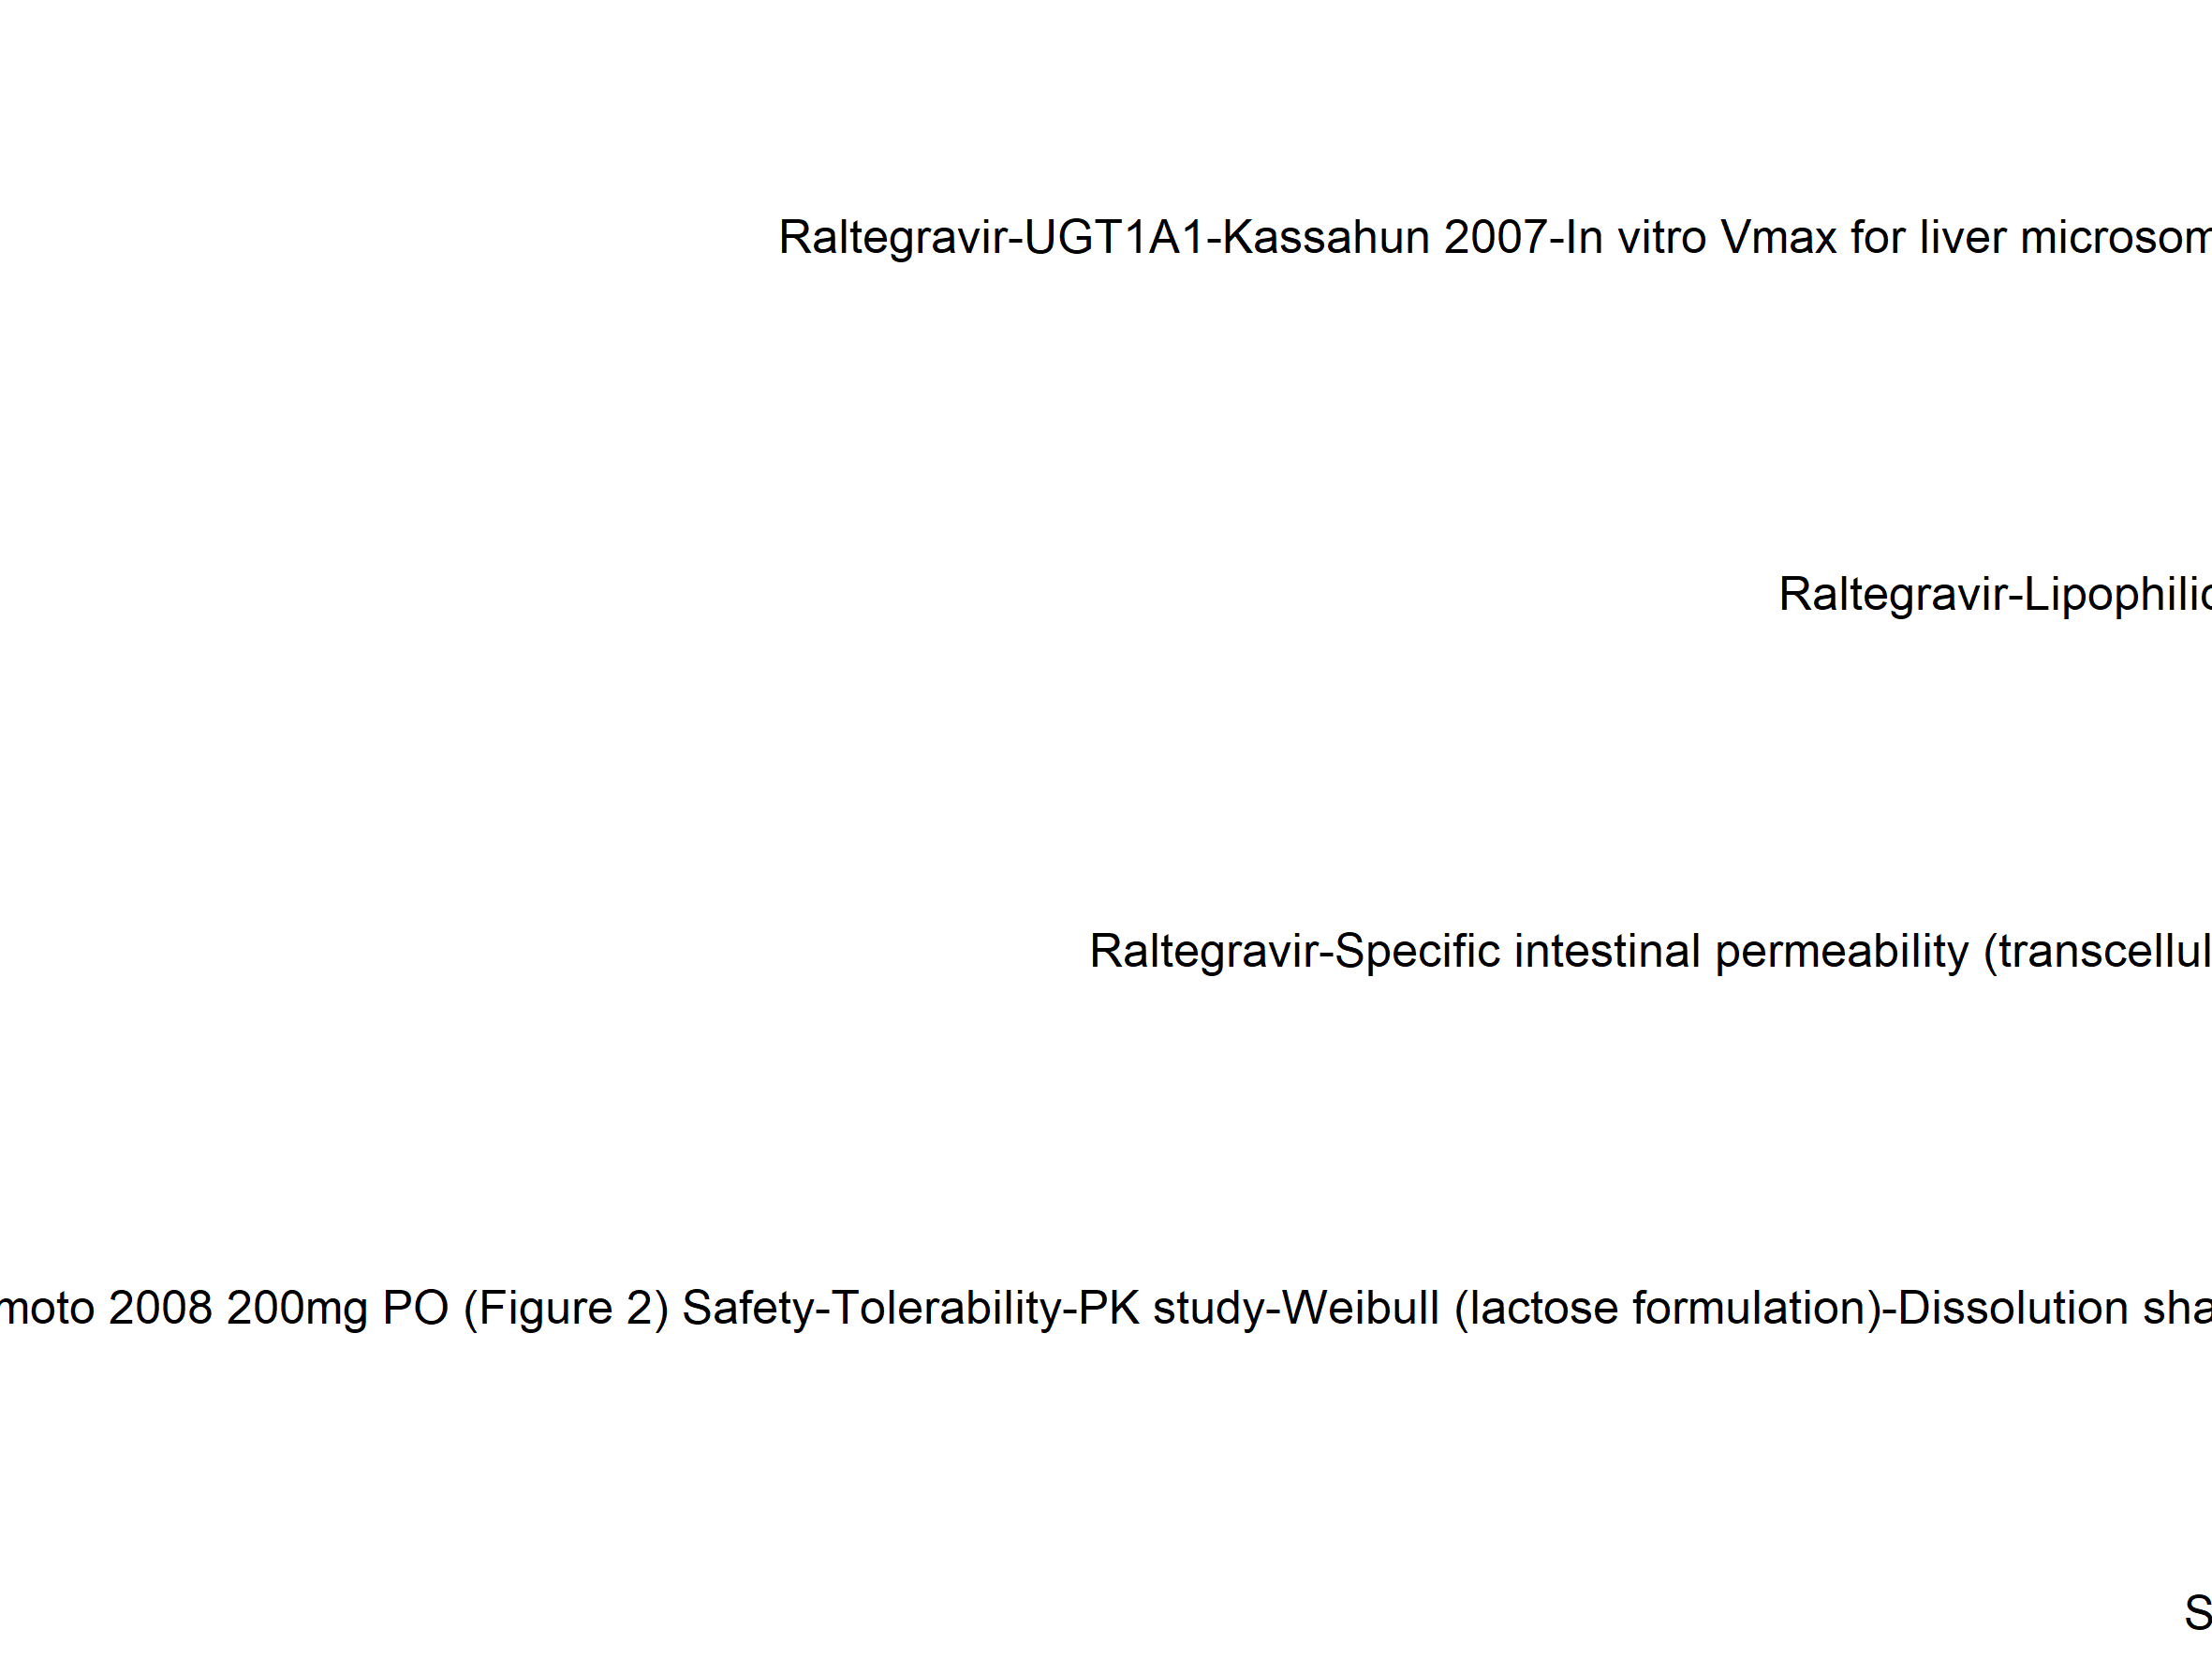 Raltegravir-UGT1A1-Kassahun 2007-In vitro Vmax for liver microsom
Raltegravir-Lipophilic
Raltegravir-Specific intestinal permeability (transcellul
moto 2008 200mg PO (Figure 2) Safety-Tolerability-PK study-Weibull (lactose formulation)-Dissolution sha
S